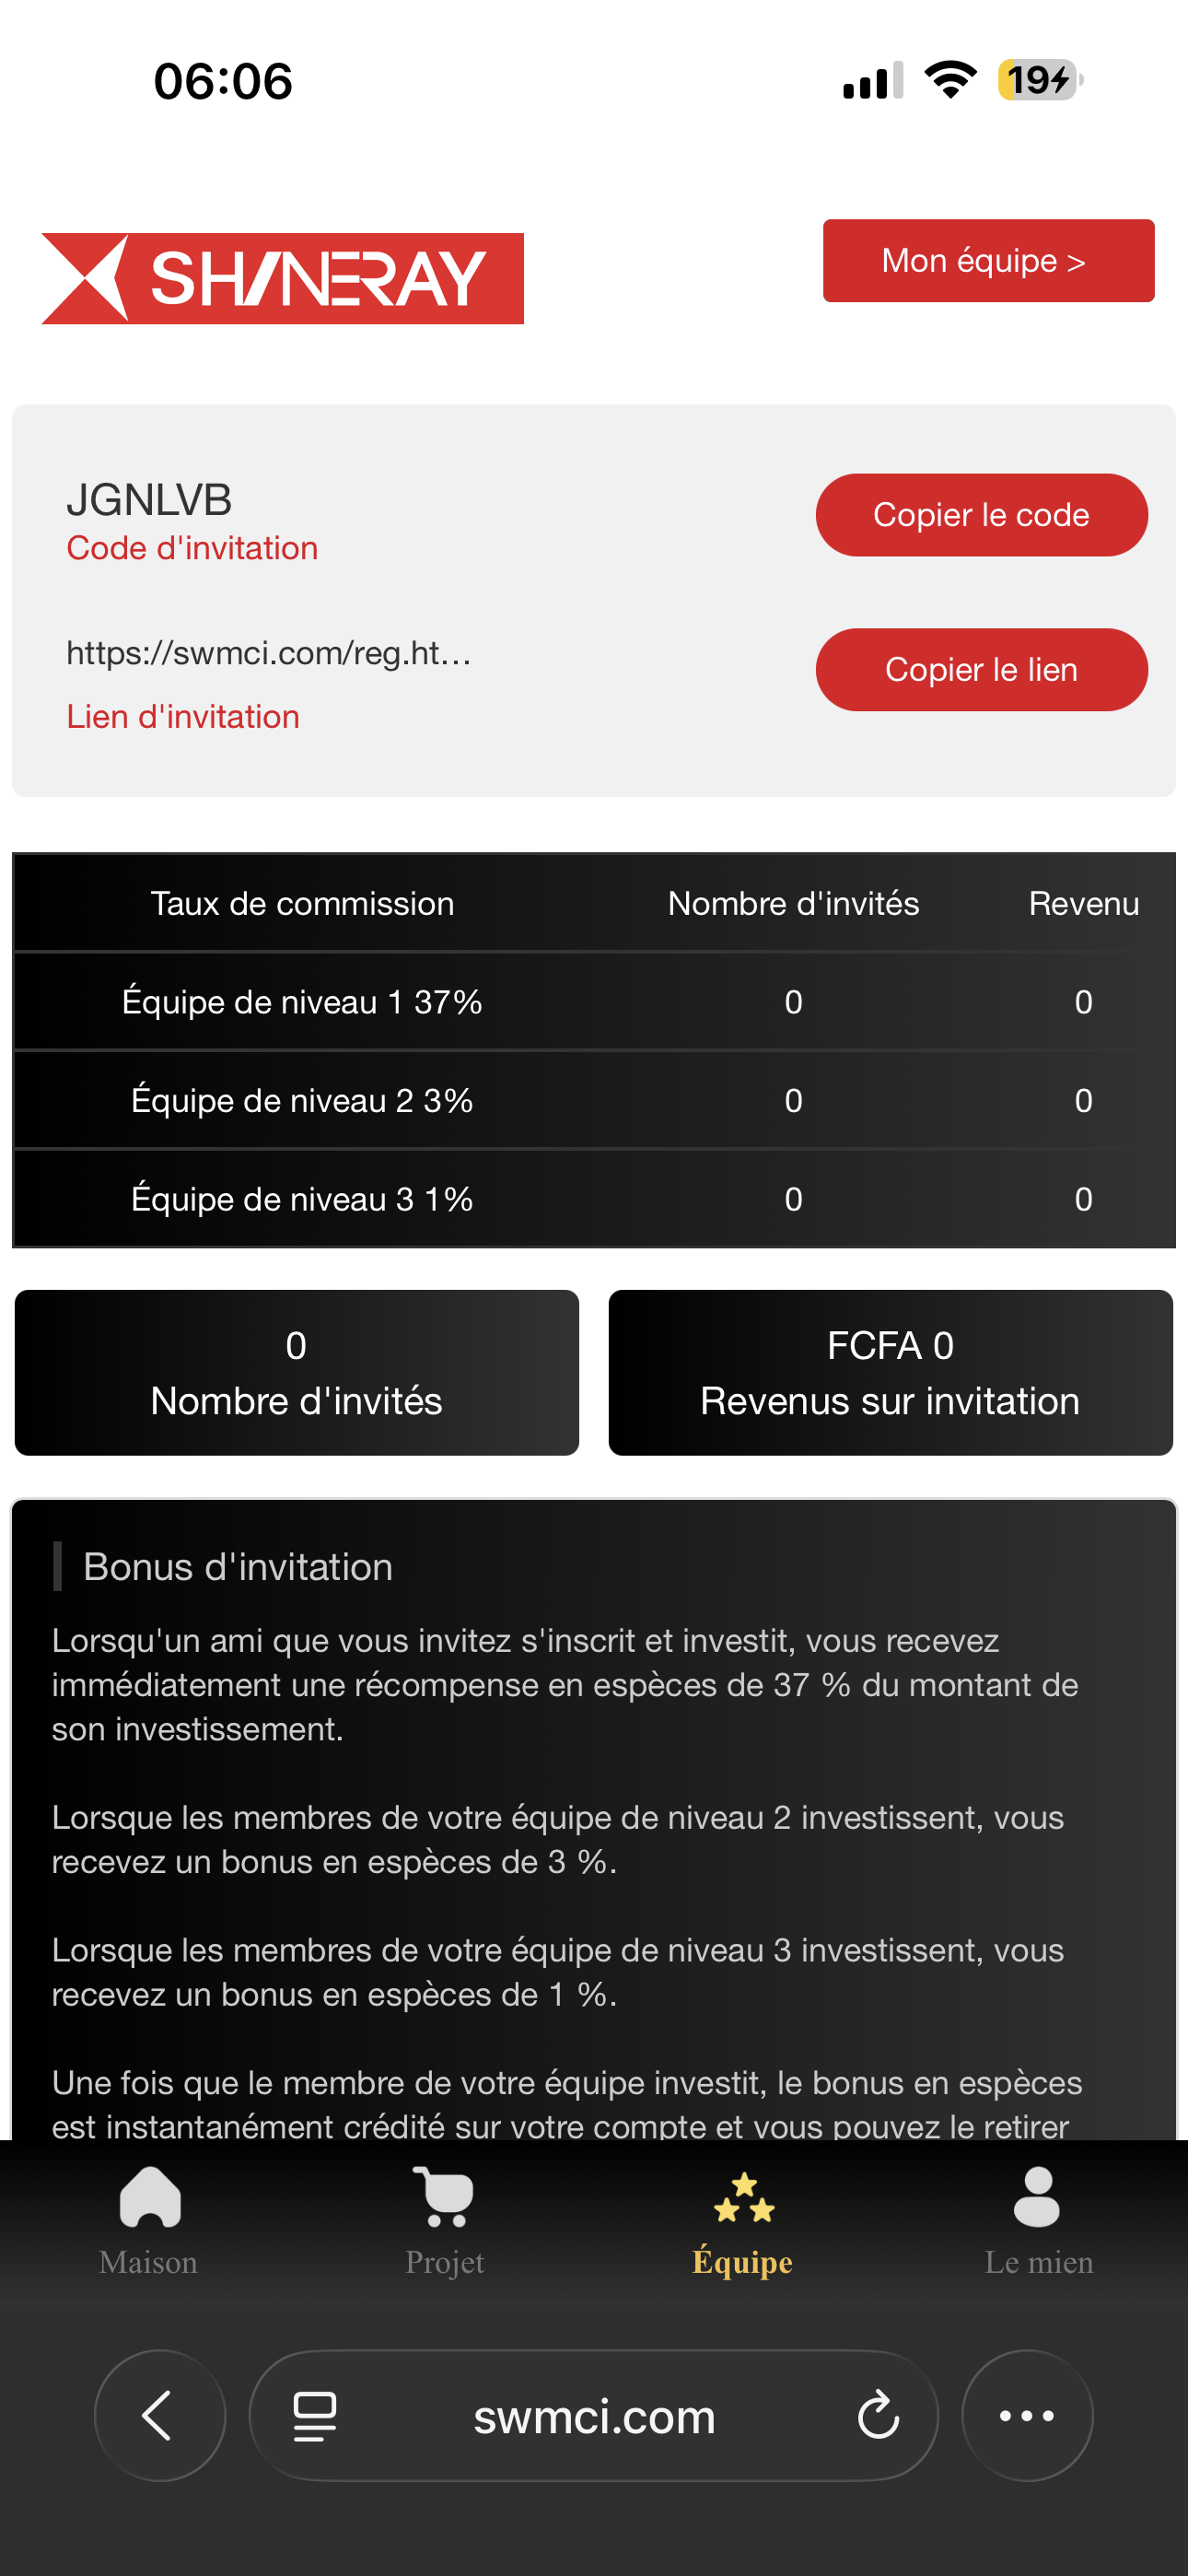 06:06
19
SHINERAY
Mon équipe >
JGNLVB
Copier le code
Code d'invitation
https://swmci.com/reg.ht...
Copier le lien
Lien d'invitation
Taux de commission Nombre d'invités Revenu
Équipe de niveau 1 37% 0 0
Équipe de niveau 2 3% 0 0
Équipe de niveau 3 1% 0 0
0
Nombre d'invités
FCFA 0
Revenus sur invitation
Bonus d'invitation
Lorsqu'un ami que vous invitez s'inscrit et investit, vous recevez
immédiatement une récompense en espèces de 37 % du montant de
son investissement.
Lorsque les membres de votre équipe de niveau 2 investissent, vous
recevez un bonus en espèces de 3 %.
Lorsque les membres de votre équipe de niveau 3 investissent, vous
recevez un bonus en espèces de 1 %.
Une fois que le membre de votre équipe investit, le bonus en espèces
est instantanément crédité sur votre compte et vous pouvez le retirer
Maison
Projet
Équipe
Le mien
swmci.com